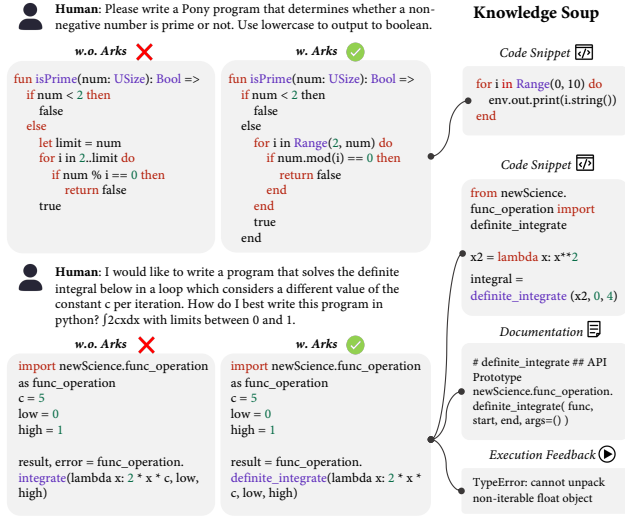 Human: Please write a Pony program that determines whether a non-
negative number is prime or not. Use lowercase to output to boolean.
w.o. Arks
fun isPrime(num: USize): Bool =>
if num < 2 then
false
else
let limit = num
for i in 2..limit do
if num % i == 0 then
return false
true
w. Arks
fun isPrime(num: USize): Bool =>
if num < 2 then
false
else
for i in Range(2, num) do
if num.mod(i) == 0 then
return false
end
end
true
end
Human: I would like to write a program that solves the definite
integral below in a loop which considers a different value of the
constant c per iteration. How do I best write this program in
python? ∫2cxdx with limits between 0 and 1.
w.o. Arks
import newScience.func_operation
as func_operation
c = 5
low = 0
high = 1
result, error = func_operation.
integrate(lambda x: 2 * x * c, low,
high)
w. Arks
import newScience.func_operation
as func_operation
c = 5
low = 0
high = 1
result = func_operation.
definite_integrate(lambda x: 2 * x *
c, low, high)
Knowledge Soup
Code Snippet
for i in Range(0, 10) do
env.out.print(i.string())
end
Code Snippet
from newScience.
func_operation import
definite_integrate
x2 = lambda x: x**2
integral =
definite_integrate (x2, 0, 4)
Documentation
# definite_integrate ## API
Prototype
newScience.func_operation.
definite_integrate( func,
start, end, args=() )
Execution Feedback
TypeError: cannot unpack
non-iterable float object